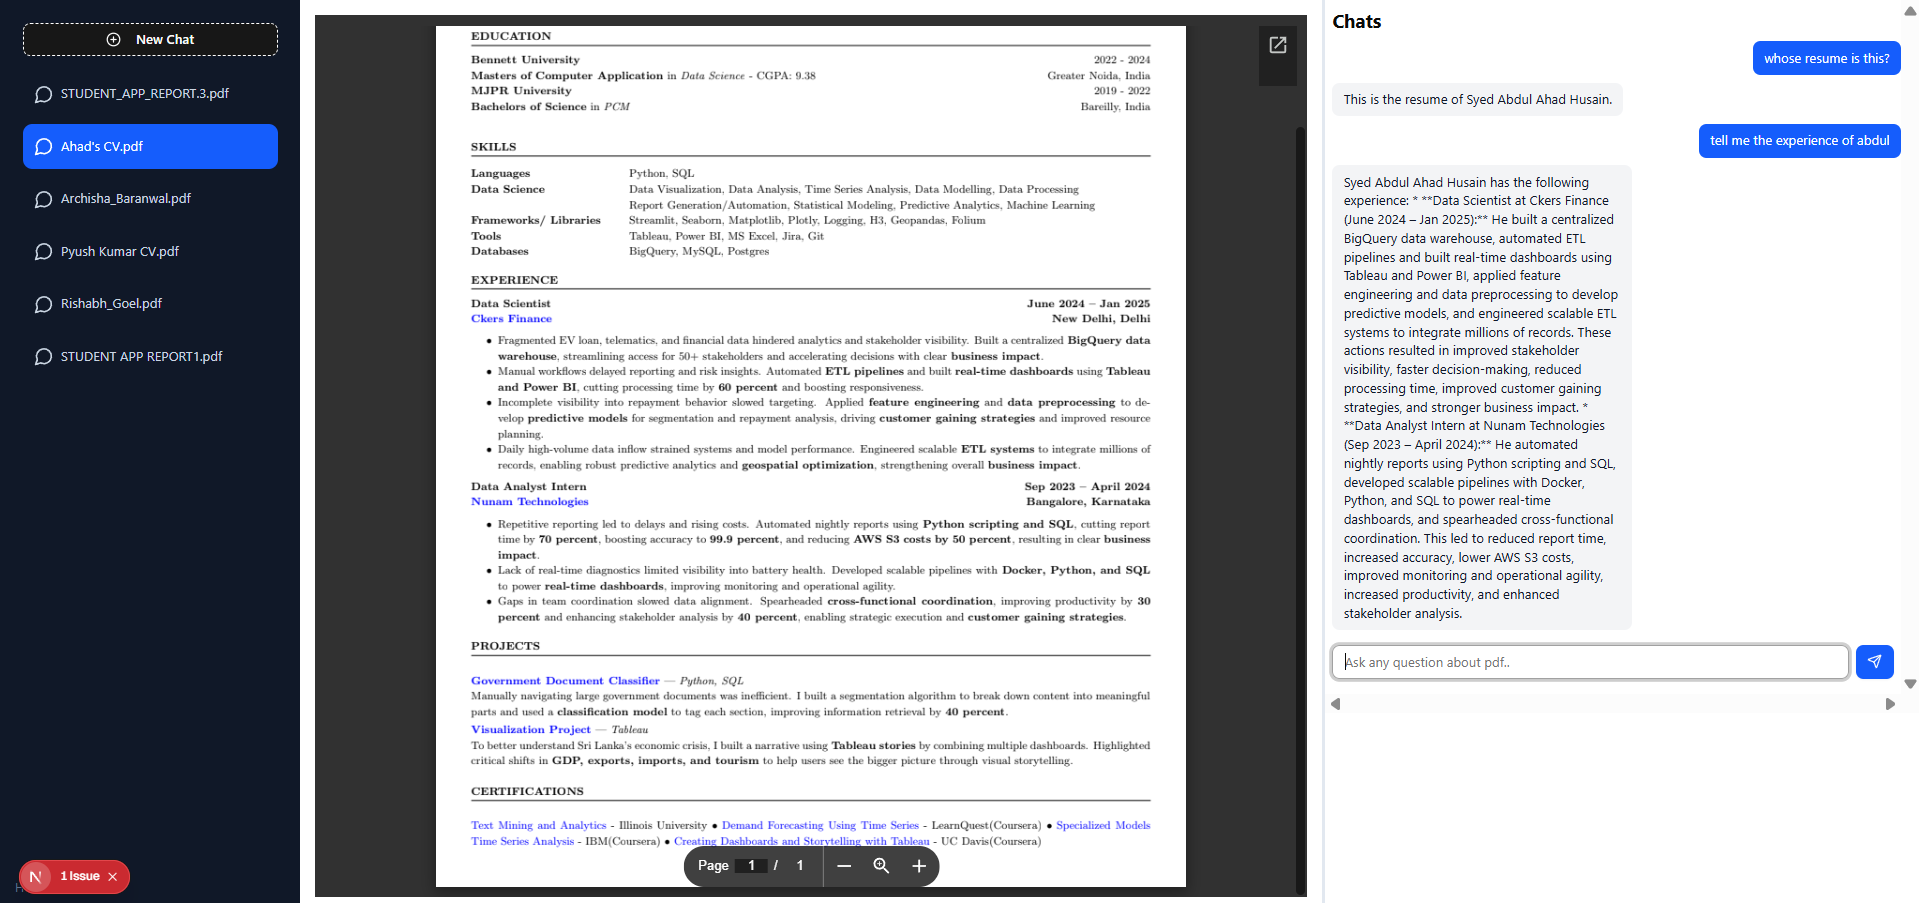 New Chat
STUDENT_APP_REPORT.3.pdf
Ahad's CV.pdf
Archisha_Baranwal.pdf
Pyush Kumar CV.pdf
Rishabh_Goel.pdf
STUDENT APP REPORT1.pdf
N 1 Issue
EDUCATION
Bennett University 2022 - 2024
Masters of Computer Application in Data Science - CGPA: 9.38 Greater Noida, India
MJPR University 2019 - 2022
Bachelors of Science in PCM Bareilly, India
SKILLS
Languages Python, SQL
Data Science Data Visualization, Data Analysis, Time Series Analysis, Data Modelling, Data Processing
Report Generation/Automation, Statistical Modeling, Predictive Analytics, Machine Learning
Frameworks/ Libraries Streamlit, Seaborn, Matplotlib, Plotly, Logging, H3, Geopandas, Folium
Tools Tableau, Power BI, MS Excel, Jira, Git
Databases BigQuery, MySQL, Postgres
EXPERIENCE
Data Scientist June 2024 – Jan 2025
Ckers Finance New Delhi, Delhi
• Fragmented EV loan, telematics, and financial data hindered analytics and stakeholder visibility. Built a centralized BigQuery data
warehouse, streamlining access for 50+ stakeholders and accelerating decisions with clear business impact.
• Manual workflows delayed reporting and risk insights. Automated ETL pipelines and built real-time dashboards using Tableau
and Power BI, cutting processing time by 60 percent and boosting responsiveness.
• Incomplete visibility into repayment behavior slowed targeting. Applied feature engineering and data preprocessing to de-
velop predictive models for segmentation and repayment analysis, driving customer gaining strategies and improved resource
planning.
• Daily high-volume data inflow strained systems and model performance. Engineered scalable ETL systems to integrate millions of
records, enabling robust predictive analytics and geospatial optimization, strengthening overall business impact.
Data Analyst Intern Sep 2023 – April 2024
Nunam Technologies Bangalore, Karnataka
• Repetitive reporting led to delays and rising costs. Automated nightly reports using Python scripting and SQL, cutting report
time by 70 percent, boosting accuracy to 99.9 percent, and reducing AWS S3 costs by 50 percent, resulting in clear business
impact.
• Lack of real-time diagnostics limited visibility into battery health. Developed scalable pipelines with Docker, Python, and SQL
to power real-time dashboards, improving monitoring and operational agility.
• Gaps in team coordination slowed data alignment. Spearheaded cross-functional coordination, improving productivity by 30
percent and enhancing stakeholder analysis by 40 percent, enabling strategic execution and customer gaining strategies.
PROJECTS
Government Document Classifier — Python, SQL
Manually navigating large government documents was inefficient. I built a segmentation algorithm to break down content into meaningful
parts and used a classification model to tag each section, improving information retrieval by 40 percent.
Visualization Project — Tableau
To better understand Sri Lanka's economic crisis, I built a narrative using Tableau stories by combining multiple dashboards. Highlighted
critical shifts in GDP, exports, imports, and tourism to help users see the bigger picture through visual storytelling.
CERTIFICATIONS
Text Mining and Analytics - Illinois University • Demand Forecasting Using Time Series - LearnQuest(Coursera) • Specialized Models
Time Series Analysis - IBM(Coursera) • Creating Dashboards and Storytelling with Tableau - UC Davis(Coursera)
Page 1 / 1
Chats
whose resume is this?
This is the resume of Syed Abdul Ahad Husain.
tell me the experience of abdul
Syed Abdul Ahad Husain has the following
experience: * **Data Scientist at Ckers Finance
(June 2024 – Jan 2025):** He built a centralized
BigQuery data warehouse, automated ETL
pipelines and built real-time dashboards using
Tableau and Power BI, applied feature
engineering and data preprocessing to develop
predictive models, and engineered scalable ETL
systems to integrate millions of records. These
actions resulted in improved stakeholder
visibility, faster decision-making, reduced
processing time, improved customer gaining
strategies, and stronger business impact. *
**Data Analyst Intern at Nunam Technologies
(Sep 2023 – April 2024):** He automated
nightly reports using Python scripting and SQL,
developed scalable pipelines with Docker,
Python, and SQL to power real-time
dashboards, and spearheaded cross-functional
coordination. This led to reduced report time,
increased accuracy, lower AWS S3 costs,
improved monitoring and operational agility,
increased productivity, and enhanced
stakeholder analysis.
Ask any question about pdf..